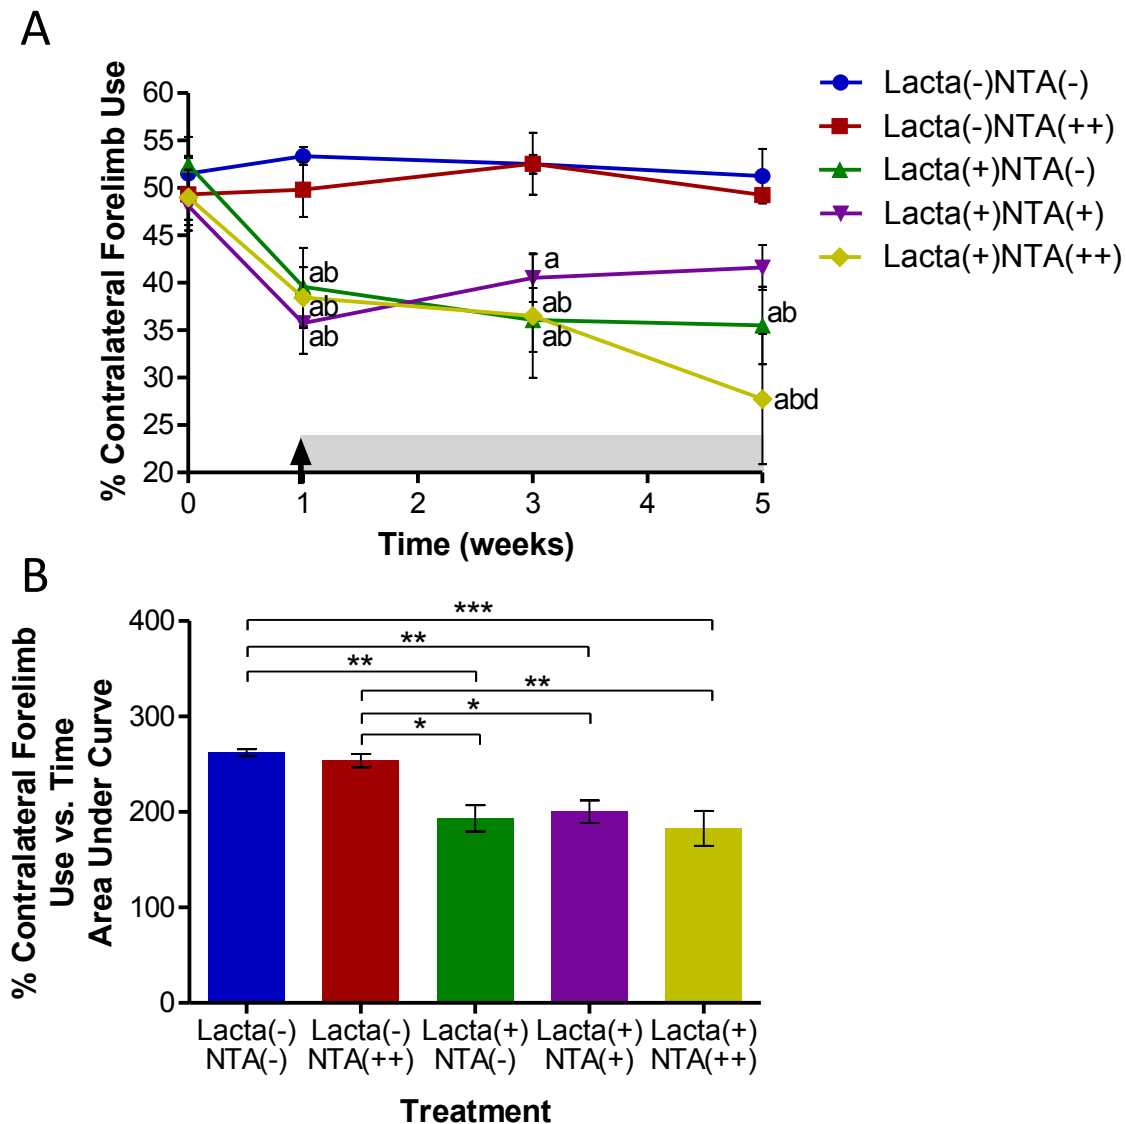 A
% Contralateral Forelimb Use
60
55
50
45
40
35
30
25
20
0 1 2 3 4 5
Time (weeks)
ab
ab
ab
a
ab
ab
ab
abd
Lacta(-)NTA(-)
Lacta(-)NTA(++)
Lacta(+)NTA(-)
Lacta(+)NTA(+)
Lacta(+)NTA(++)
B
% Contralateral Forelimb
Use vs. Time
Area Under Curve
400
300
200
100
0
***
**
**
**
*
*
Lacta(-) Lacta(-) Lacta(+) Lacta(+) Lacta(+)
NTA(-) NTA(++) NTA(-) NTA(+) NTA(++)
Treatment